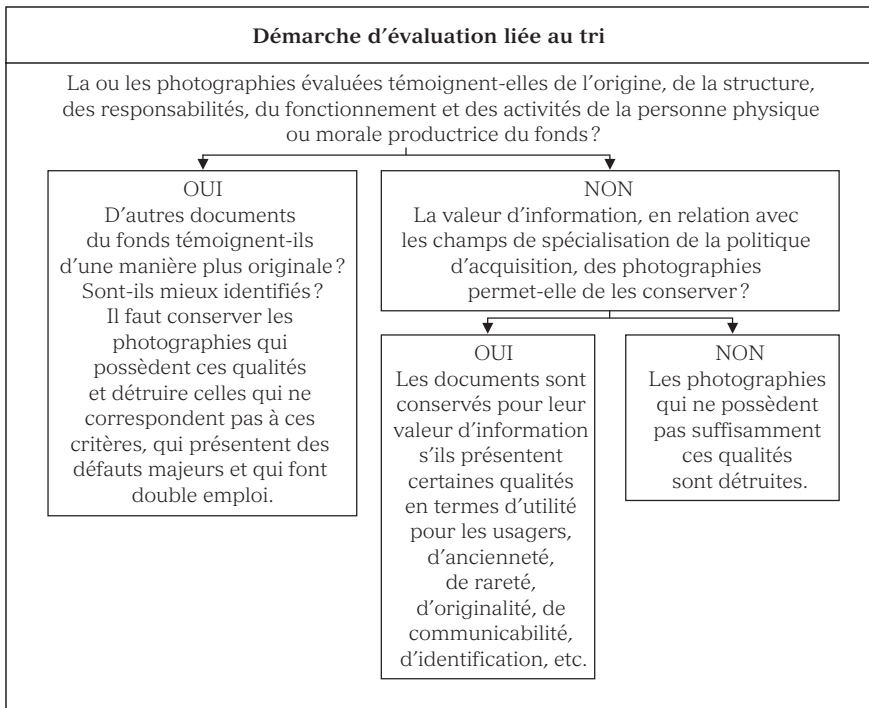 Démarche d'évaluation liée au tri
La ou les photographies évaluées témoignent-elles de l'origine, de la structure,
des responsabilités, du fonctionnement et des activités de la personne physique
ou morale productrice du fonds ?
OUI
D'autres documents
du fonds témoignent-ils
d'une manière plus originale ?
Sont-ils mieux identifiés ?
Il faut conserver les
photographies qui
possèdent ces qualités
et détruire celles qui ne
correspondent pas à ces
critères, qui présentent des
défauts majeurs et qui font
double emploi.
NON
La valeur d'information, en relation avec
les champs de spécialisation de la politique
d'acquisition, des photographies
permet-elle de les conserver ?
OUI
Les documents sont
conservés pour leur
valeur d'information
s'ils présentent
certaines qualités
en termes d'utilité
pour les usagers,
d'ancienneté,
de rareté,
d'originalité, de
communicabilité,
d'identification, etc.
NON
Les photographies
qui ne possèdent
pas suffisamment
ces qualités
sont détruites.